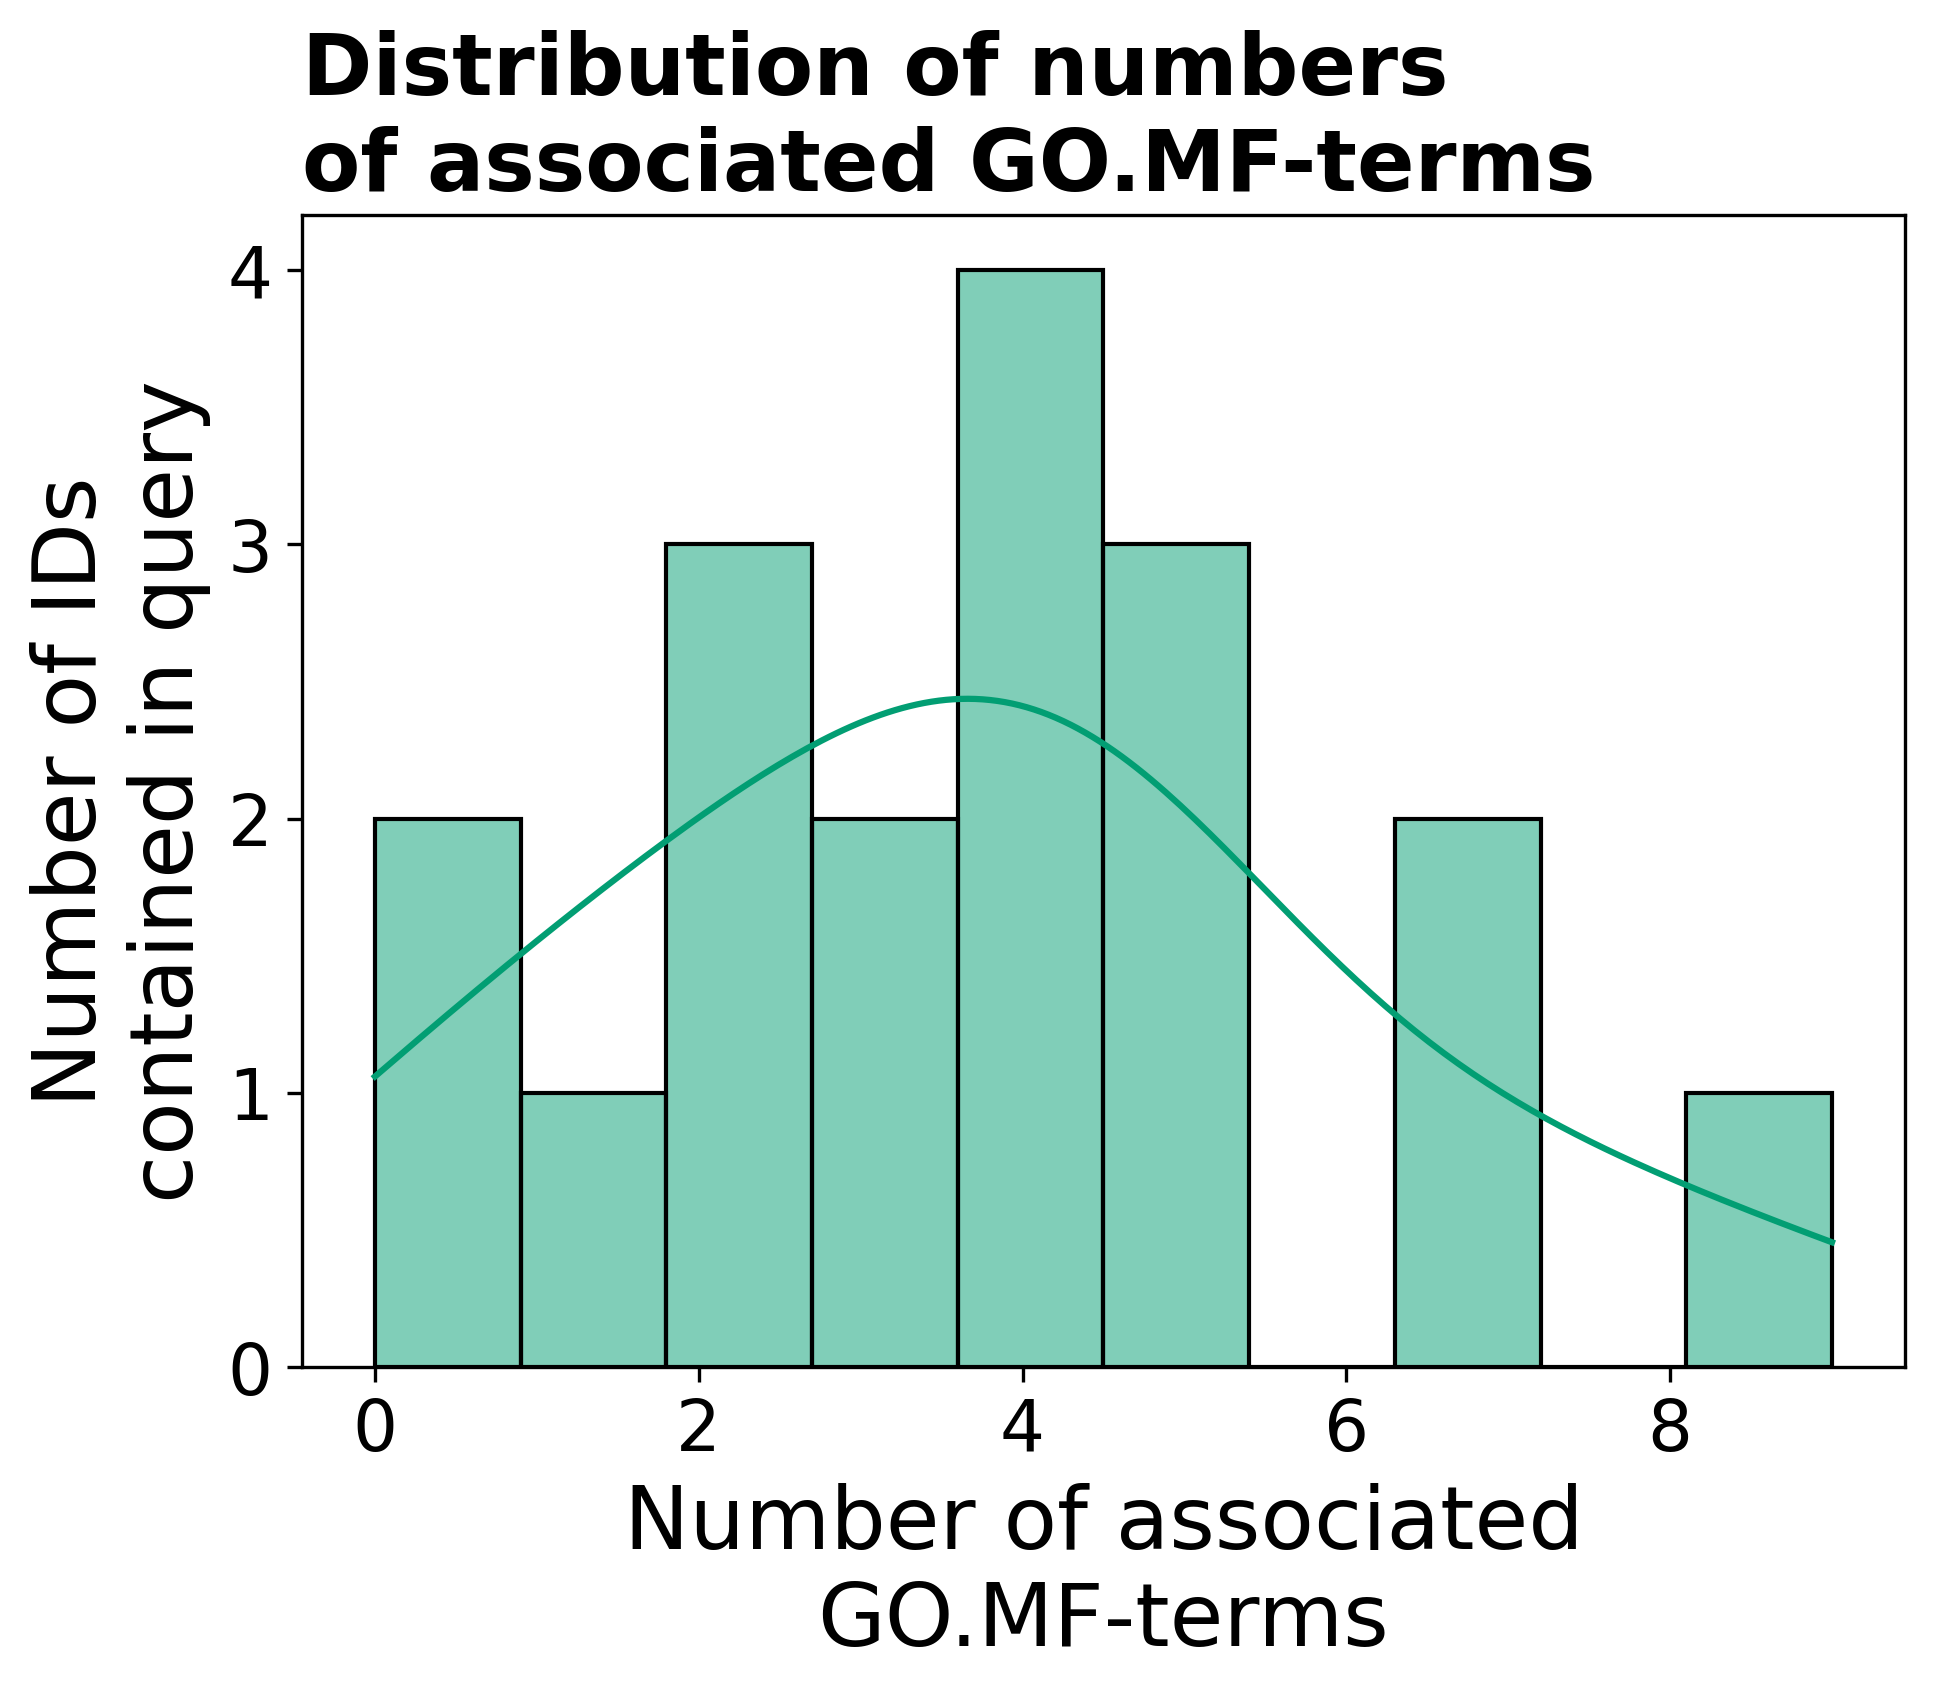 Distribution of numbers
of associated GO.MF-terms
Number of IDs
contained in query
4
3
2
1
0
0 2 4 6 8
Number of associated
GO.MF-terms